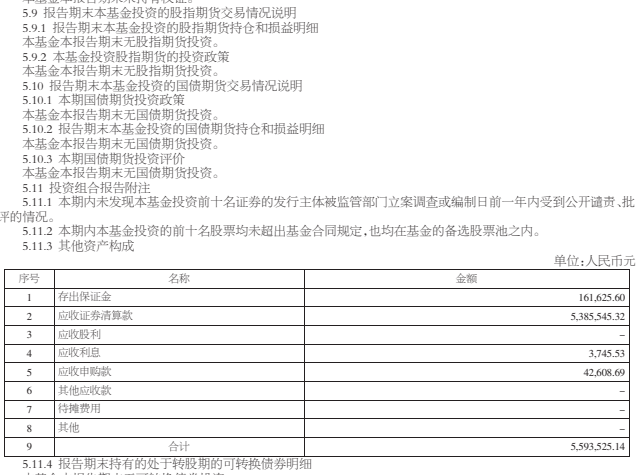 5.9 报告期末本基金投资的股指期货交易情况说明
5.9.1 报告期末本基金投资的股指期货持仓和损益明细
本基金本报告期末无股指期货投资。
5.9.2 本基金投资股指期货的投资政策
本基金本报告期末无股指期货投资。
5.10 报告期末本基金投资的国债期货交易情况说明
5.10.1 本期国债期货投资政策
本基金本报告期末无国债期货投资。
5.10.2 报告期末本基金投资的国债期货持仓和损益明细
本基金本报告期末无国债期货投资。
5.10.3 本期国债期货投资评价
本基金本报告期末无国债期货投资。
5.11 投资组合报告附注
5.11.1 本期内未发现本基金投资前十名证券的发行主体被监管部门立案调查或编制日前一年内受到公开谴责、批
评的情况。
5.11.2 本期内本基金投资的前十名股票均未超出基金合同规定,也均在基金的备选股票池之内。
5.11.3 其他资产构成
单位:人民币元
序号 名称 金额
1 存出保证金 161,625.60
2 应收证券清算款 5,385,545.32
3 应收股利 –
4 应收利息 3,745.53
5 应收申购款 42,608.69
6 其他应收款 –
7 待摊费用 –
8 其他 –
9 合计 5,593,525.14
5.11.4 报告期末持有的处于转股期的可转换债券明细